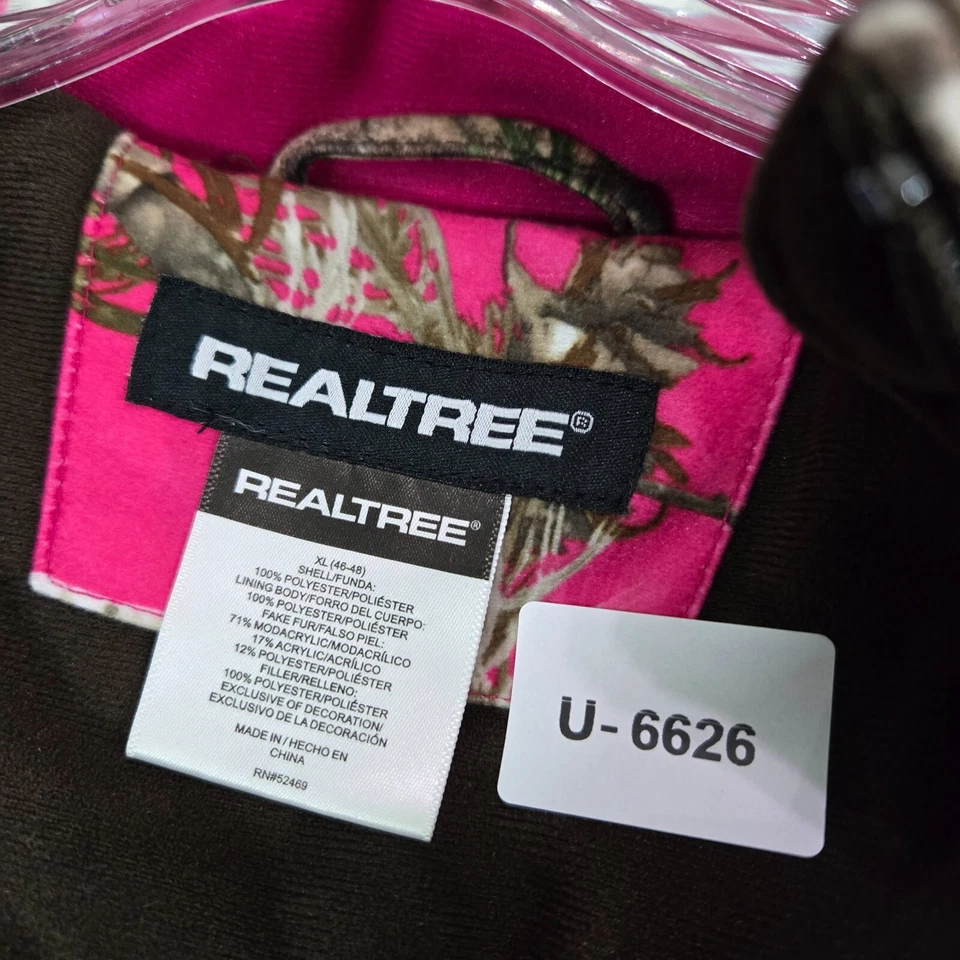 REALTREE®
REALTREE®
XL (46-48)
SHELL/FUNDA:
100% POLYESTER/POLIÉSTER
LINING BODY/FORRO DEL CUERPO:
100% POLYESTER/POLIÉSTER
FAKE FUR/FALSO PIEL:
71% MODACRYLIC/MODACRÍLICO
17% ACRYLIC/ACRÍLICO
12% POLYESTER/POLIÉSTER
FILLER/RELLENO:
100% POLYESTER/POLIÉSTER
EXCLUSIVE OF DECORATION/
EXCLUSIVO DE LA DECORACIÓN
MADE IN / HECHO EN
CHINA
RN#52469
U- 6626